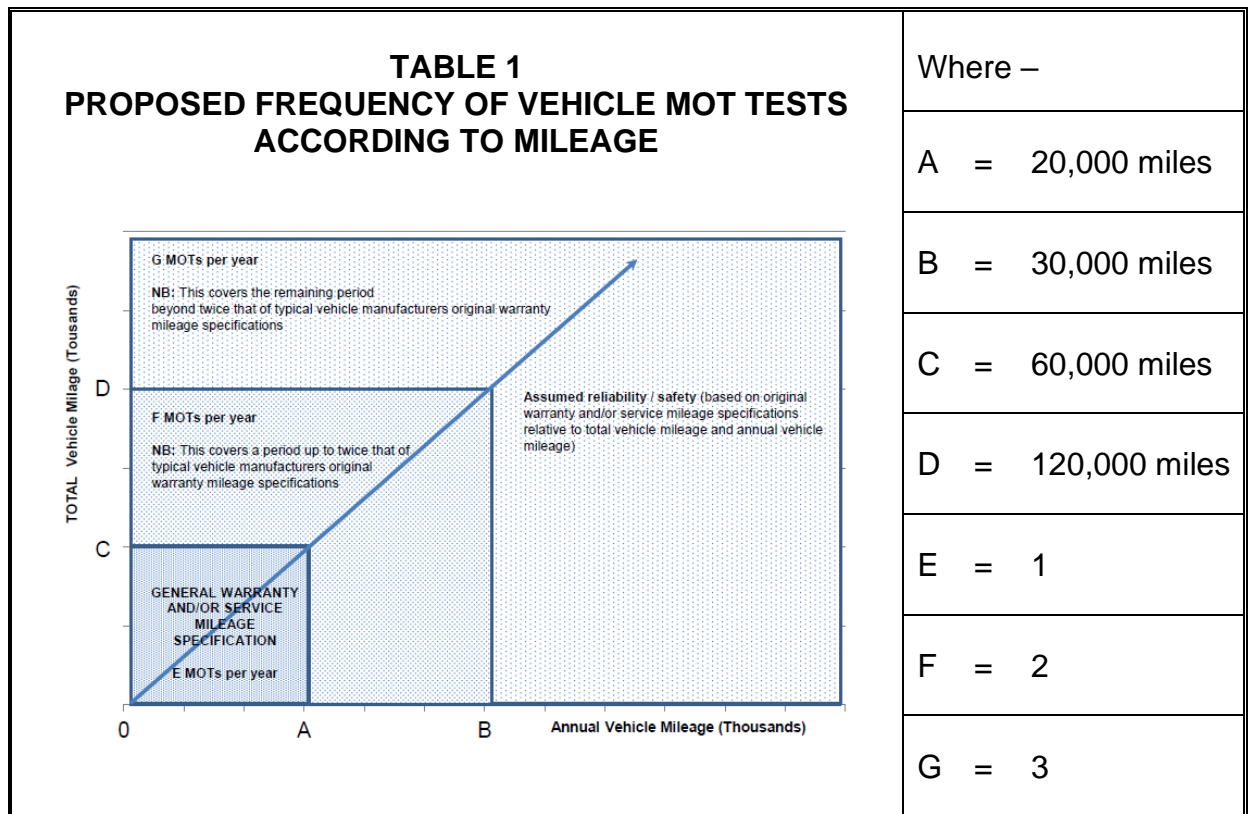 TABLE 1
PROPOSED FREQUENCY OF VEHICLE MOT TESTS
ACCORDING TO MILEAGE
TOTAL Vehicle Milage (Tousands)
G MOTs per year
NB: This covers the remaining period
beyond twice that of typical vehicle manufacturers original warranty
mileage specifications
D
F MOTs per year
NB: This covers a period up to twice that of
typical vehicle manufacturers original
warranty mileage specifications
Assumed reliability / safety (based on original
warranty and/or service mileage specifications
relative to total vehicle mileage and annual vehicle
mileage)
C
GENERAL WARRANTY
AND/OR SERVICE
MILEAGE
SPECIFICATION
E MOTs per year
0 A B Annual Vehicle Mileage (Thousands)
Where –
A = 20,000 miles
B = 30,000 miles
C = 60,000 miles
D = 120,000 miles
E = 1
F = 2
G = 3